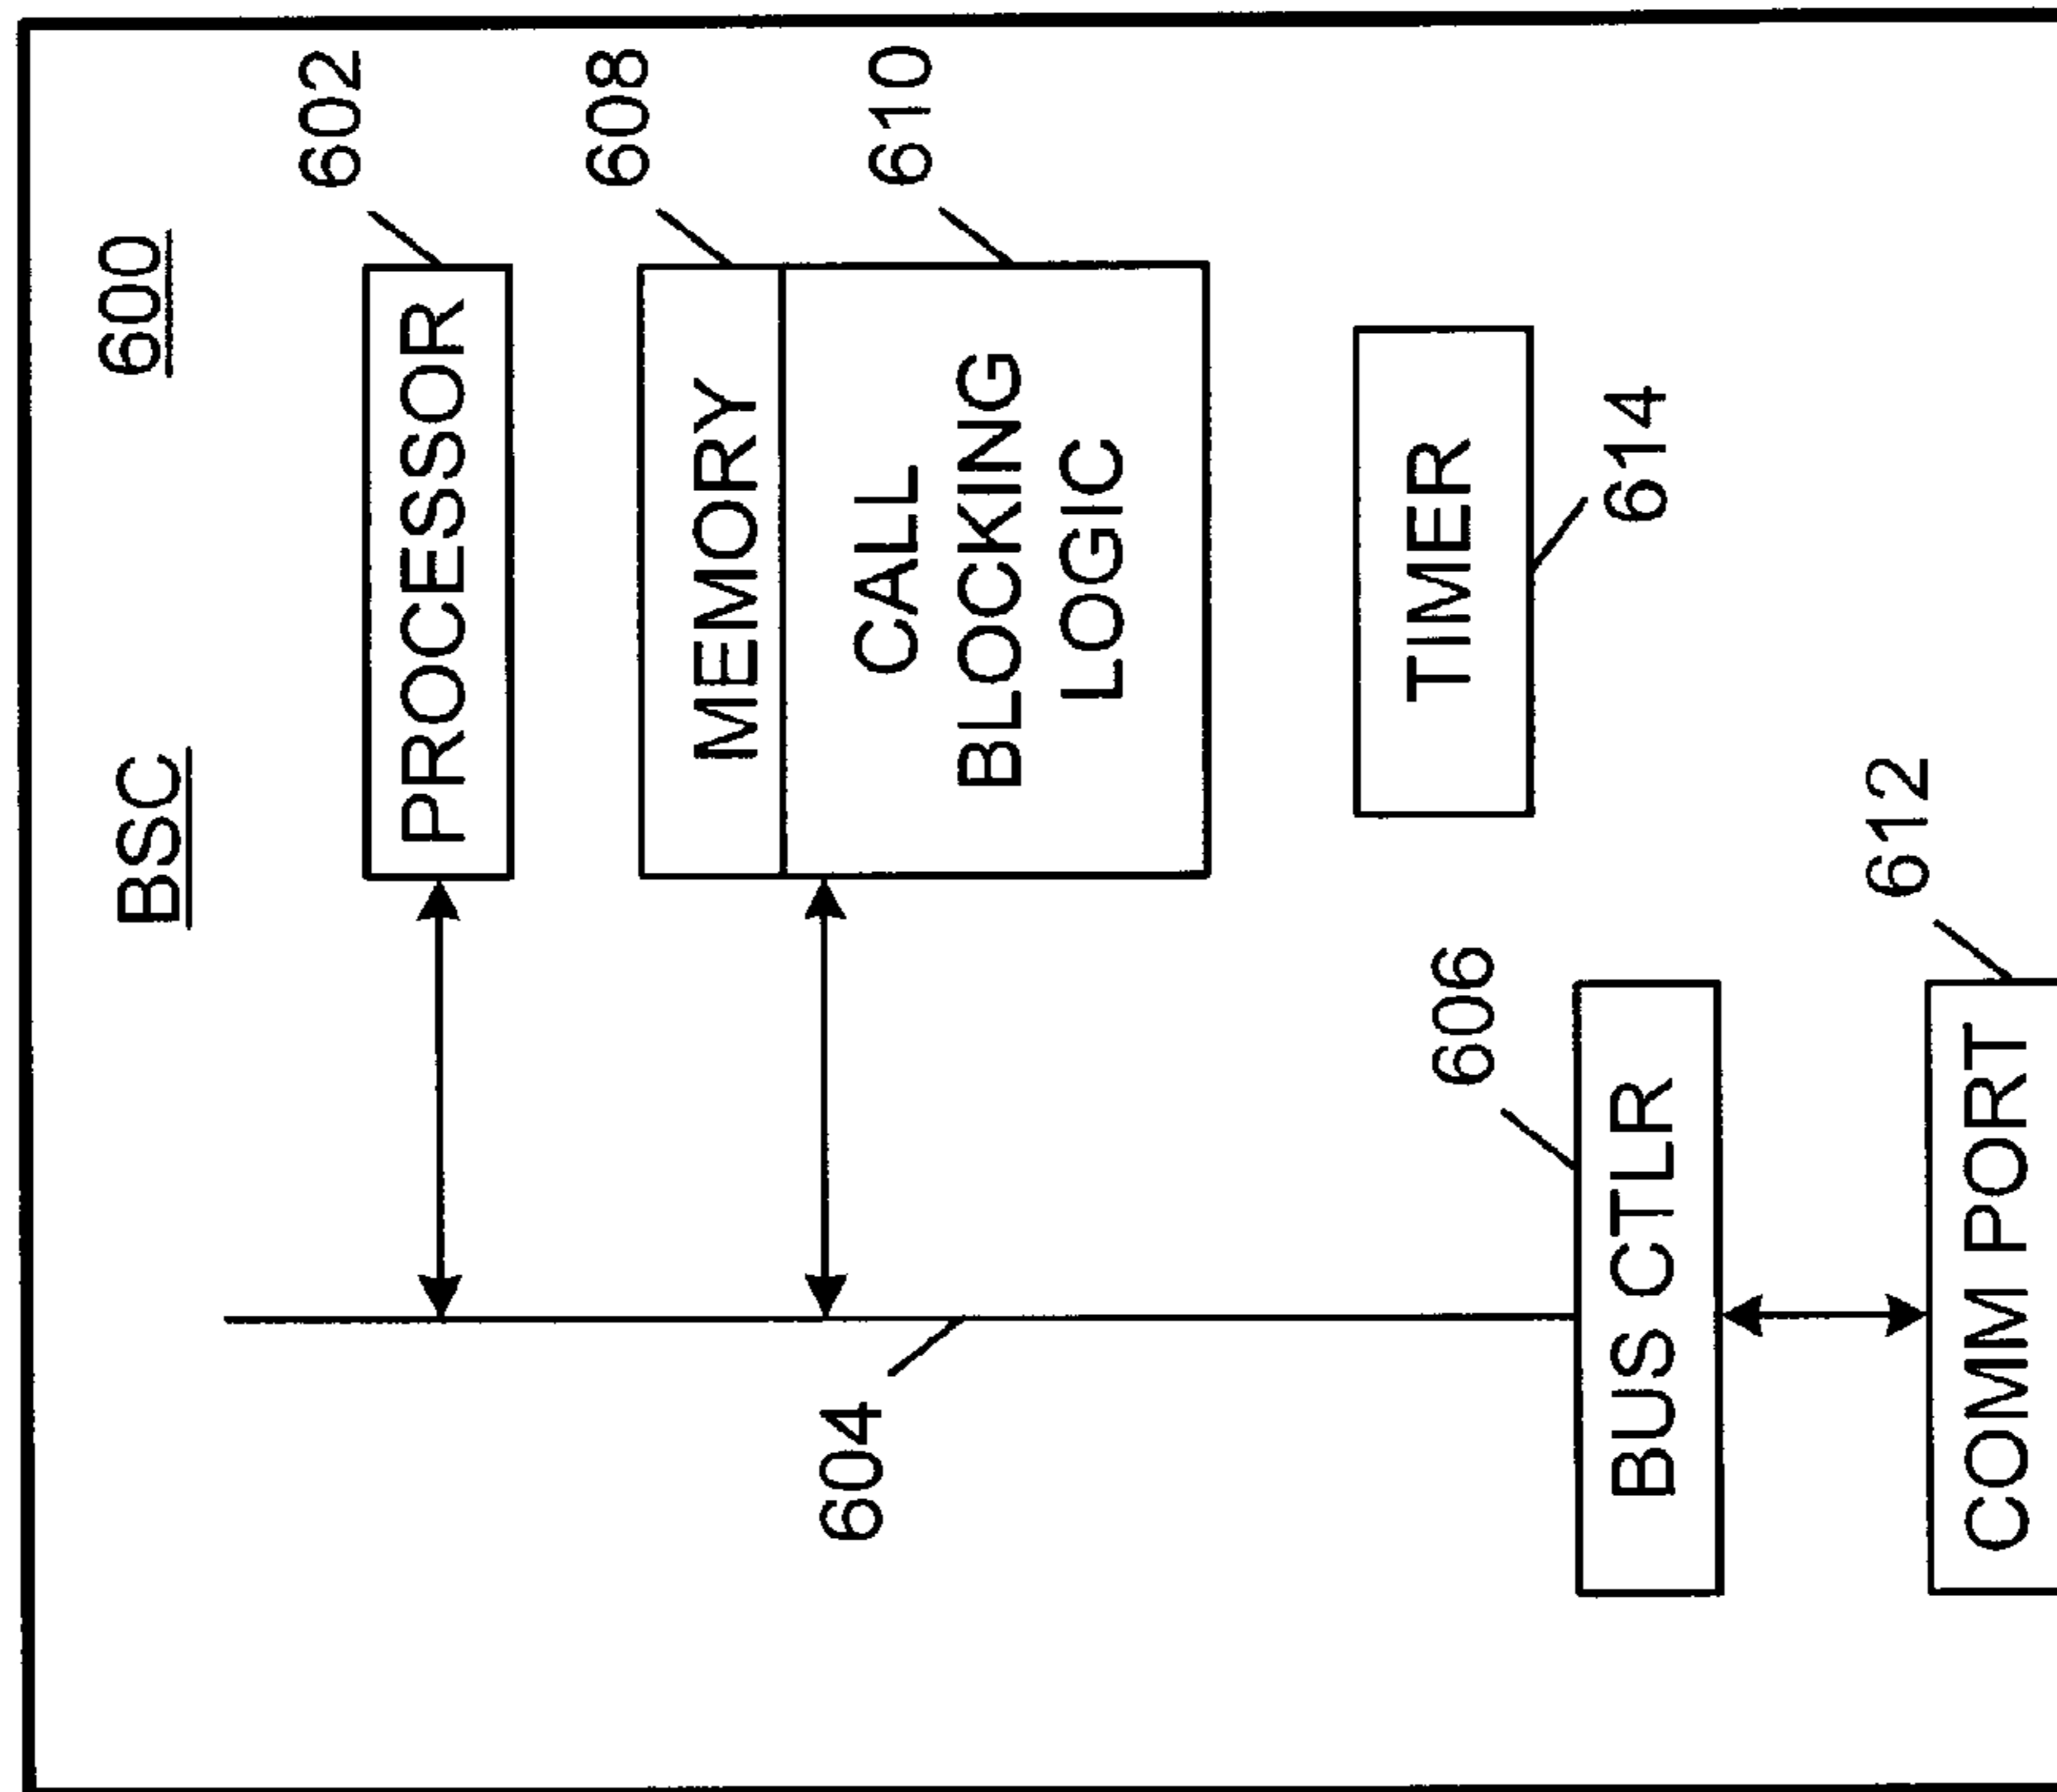 BSC
600
PROCESSOR
602
MEMORY
608
CALL
BLOCKING
LOGIC
610
604
TIMER
614
606
BUS CTLR
612
COMM PORT